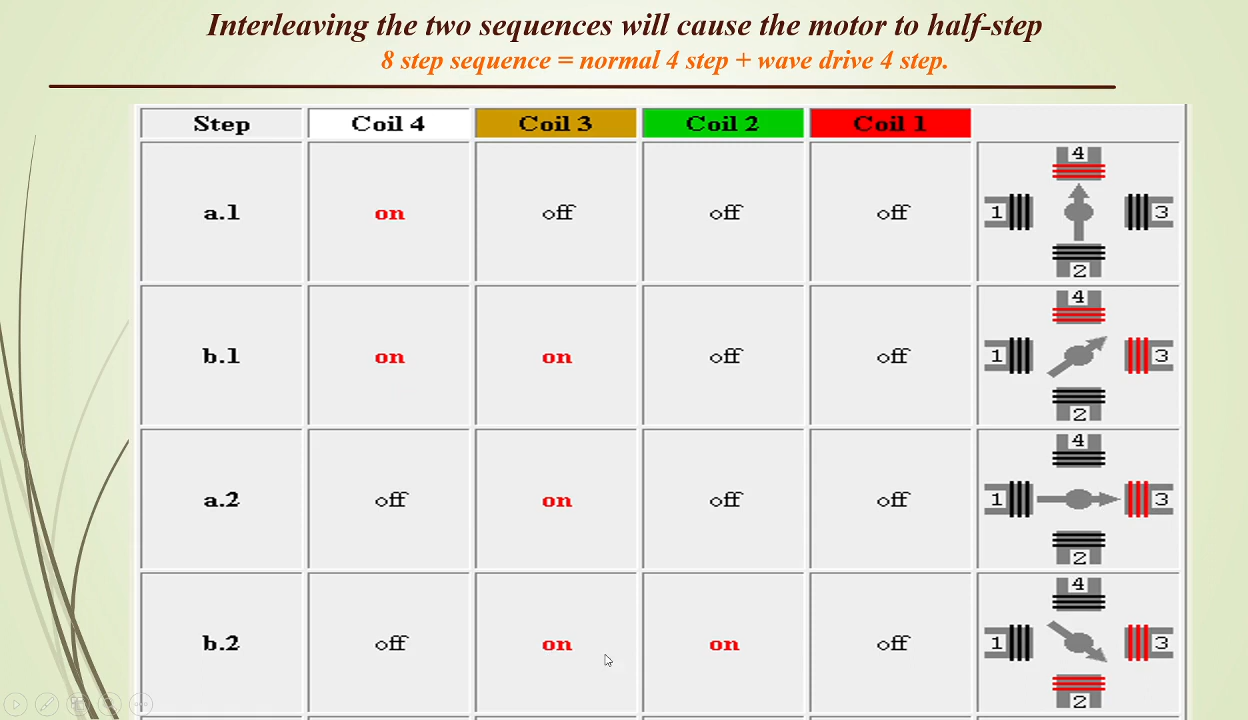 Interleaving the two sequences will cause the motor to half-step
8 step sequence = normal 4 step + wave drive 4 step.
Step Coil 4 Coil 3 Coil 2 Coil 1
4
a.1 on off off off 1 3
2
4
b.1 on on off off 1 3
2
4
a.2 off on off off 1 3
2
4
b.2 off on on off 1 3
2